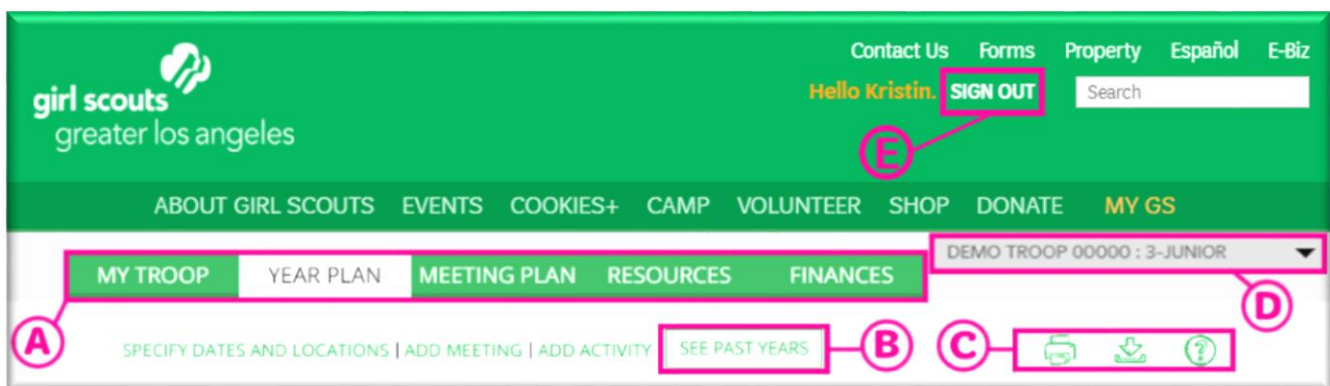 Contact Us Forms Property Español E-Biz
girl scouts
greater los angeles
Hello Kristin. SIGN OUT Search
E
ABOUT GIRL SCOUTS EVENTS COOKIES+ CAMP VOLUNTEER SHOP DONATE MY GS
DEMO TROOP 00000 : 3-JUNIOR
MY TROOP YEAR PLAN MEETING PLAN RESOURCES FINANCES
D
A SPECIFY DATES AND LOCATIONS | ADD MEETING | ADD ACTIVITY SEE PAST YEARS B C ?